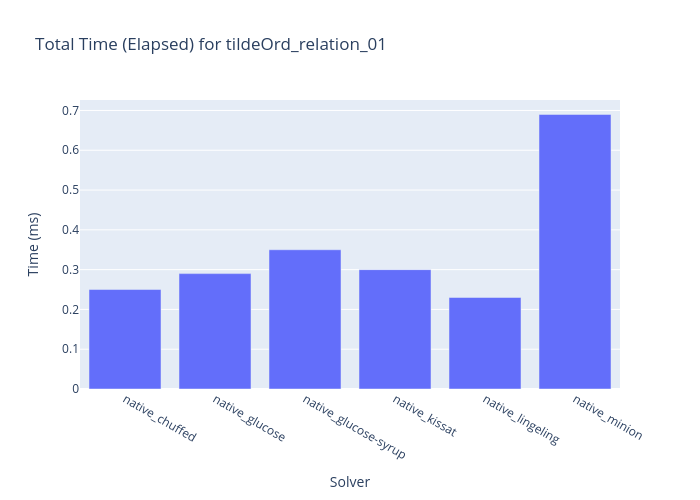 Total Time (Elapsed) for tildeOrd_relation_01
Time (ms)
0.7
0.6
0.5
0.4
0.3
0.2
0.1
0
native_chuffed
native_glucose
native_glucose-syrup
native_kissat
native_lingeling
native_minion
Solver